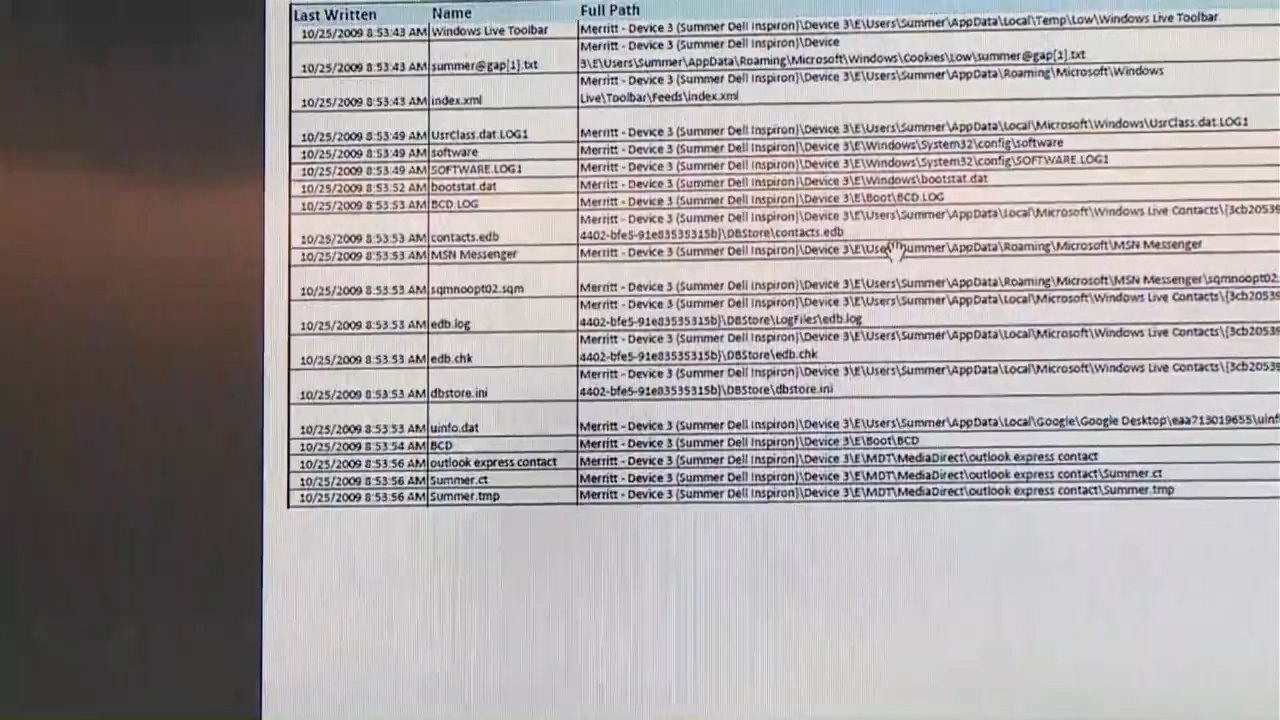 Last Written Name Full Path
10/25/2009 8:53:43 AM Windows Live Toolbar Merritt - Device 3 (Summer Dell Inspiron)\Device 3\E\Users\Summer\AppData\Local\Temp\Low\Windows Live Toolbar
Merritt - Device 3 (Summer Dell Inspiron)\Device
10/25/2009 8:53:43 AM summer@gap[1].txt 3\E\Users\Summer\AppData\Roaming\Microsoft\Windows\Cookies\Low\summer@gap[1].txt
Merritt - Device 3 (Summer Dell Inspiron)\Device 3\E\Users\Summer\AppData\Roaming\Microsoft\Windows
10/25/2009 8:53:43 AM index.xml Live\Toolbar\Feeds\index.xml
10/25/2009 8:53:49 AM UsrClass.dat.LOG1 Merritt - Device 3 (Summer Dell Inspiron)\Device 3\E\Users\Summer\AppData\Local\Microsoft\Windows\UsrClass.dat.LOG1
10/25/2009 8:53:49 AM software Merritt - Device 3 (Summer Dell Inspiron)\Device 3\E\Windows\System32\config\software
10/25/2009 8:53:49 AM SOFTWARE.LOG1 Merritt - Device 3 (Summer Dell Inspiron)\Device 3\E\Windows\System32\config\SOFTWARE.LOG1
10/25/2009 8:53:52 AM bootstat.dat Merritt - Device 3 (Summer Dell Inspiron)\Device 3\E\Windows\bootstat.dat
10/25/2009 8:53:53 AM BCD.LOG Merritt - Device 3 (Summer Dell Inspiron)\Device 3\E\Boot\BCD.LOG
Merritt - Device 3 (Summer Dell Inspiron)\Device 3\E\Users\Summer\AppData\Local\Microsoft\Windows Live Contacts\{3cb20539
10/25/2009 8:53:53 AM contacts.edb 4402-bfe5-91e83535315b}\DBStore\contacts.edb
10/25/2009 8:53:53 AM MSN Messenger Merritt - Device 3 (Summer Dell Inspiron)\Device 3\E\Users\Summer\AppData\Roaming\Microsoft\MSN Messenger
10/25/2009 8:53:53 AM sqmnoopt02.sqm Merritt - Device 3 (Summer Dell Inspiron)\Device 3\E\Users\Summer\AppData\Roaming\Microsoft\MSN Messenger\sqmnoopt02.
Merritt - Device 3 (Summer Dell Inspiron)\Device 3\E\Users\Summer\AppData\Local\Microsoft\Windows Live Contacts\{3cb20539
10/25/2009 8:53:53 AM edb.log 4402-bfe5-91e83535315b}\DBStore\LogFiles\edb.log
Merritt - Device 3 (Summer Dell Inspiron)\Device 3\E\Users\Summer\AppData\Local\Microsoft\Windows Live Contacts\{3cb20539
10/25/2009 8:53:53 AM edb.chk 4402-bfe5-91e83535315b}\DBStore\edb.chk
Merritt - Device 3 (Summer Dell Inspiron)\Device 3\E\Users\Summer\AppData\Local\Microsoft\Windows Live Contacts\{3cb20539
10/25/2009 8:53:53 AM dbstore.ini 4402-bfe5-91e83535315b}\DBStore\dbstore.ini
10/25/2009 8:53:53 AM uinfo.dat Merritt - Device 3 (Summer Dell Inspiron)\Device 3\E\Users\Summer\AppData\Local\Google\Google Desktop\eaa713019655\uinf
10/25/2009 8:53:54 AM BCD Merritt - Device 3 (Summer Dell Inspiron)\Device 3\E\Boot\BCD
10/25/2009 8:53:56 AM outlook express contact Merritt - Device 3 (Summer Dell Inspiron)\Device 3\E\MDT\MediaDirect\outlook express contact
10/25/2009 8:53:56 AM Summer.ct Merritt - Device 3 (Summer Dell Inspiron)\Device 3\E\MDT\MediaDirect\outlook express contact\Summer.ct
10/25/2009 8:53:56 AM Summer.tmp Merritt - Device 3 (Summer Dell Inspiron)\Device 3\E\MDT\MediaDirect\outlook express contact\Summer.tmp